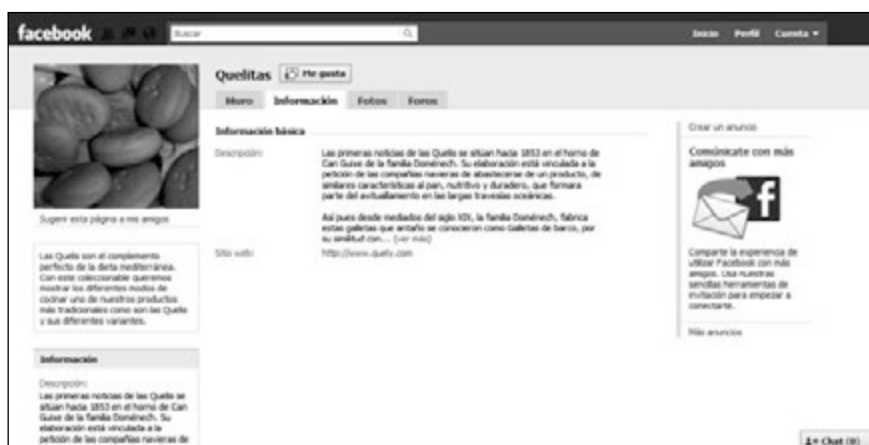 facebook
Buscar
Inicio Perfil Cuenta
Quelitas Me gusta
Muro Información Fotos Foros
Información básica
Descripción:
Las primeras noticias de las Quelis se sitúan hacia 1853 en el horno de
Can Guixe de la familia Doménech. Su elaboración está vinculada a la
petición de las compañías navieras de abastecerse de un producto, de
similares características al pan, nutritivo y duradero, que formara
parte del avituallamiento en las largas travesías oceánicas.
Así pues desde mediados del siglo XIX, la familia Doménech, fabrica
estas galletas que antaño se conocieron como Galletas de barco, por
su similitud con... (ver más)
Sitio web:
http://www.quely.com
Sugerir esta página a mis amigos
Las Quelis son el complemento
perfecto de la dieta mediterránea.
Con este coleccionable queremos
mostrar los diferentes modos de
cocinar uno de nuestros productos
más tradicionales como son las Quelis
y sus diferentes variantes.
Información
Descripción:
Las primeras noticias de las Quelis se
sitúan hacia 1853 en el horno de Can
Guixe de la familia Doménech. Su
elaboración está vinculada a la
petición de las compañías navieras de
Crear un anuncio
Comunícate con más
amigos
f
Comparte la experiencia de
utilizar Facebook con más
amigos. Usa nuestras
sencillas herramientas de
invitación para empezar a
conectarte.
Más anuncios
Chat (0)